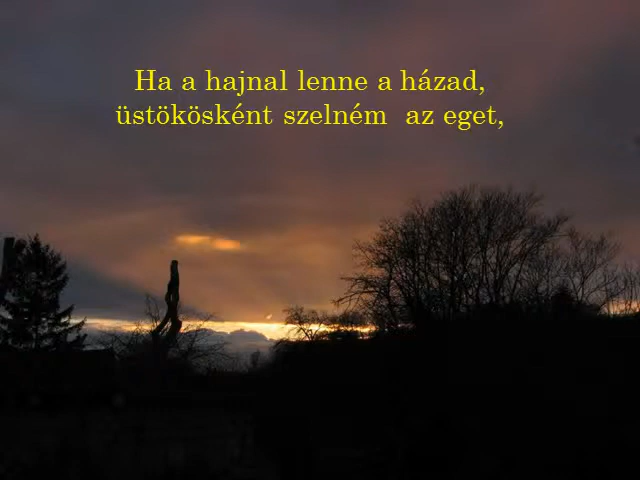 Ha a hajnal lenne a házad,
üstökösként szelném az eget,